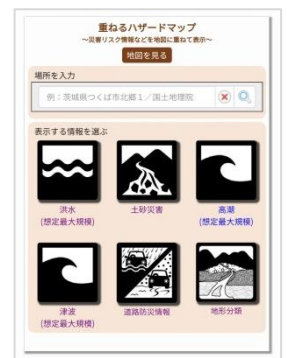 重ねるハザードマップ
～災害リスク情報などを地図に重ねて表示～
地図を見る
場所を入力
例：茨城県つくば市北郷1／国土地理院
表示する情報を選ぶ
洪水
(想定最大規模)
土砂災害
高潮
(想定最大規模)
津波
(想定最大規模)
道路防災情報
地形分類